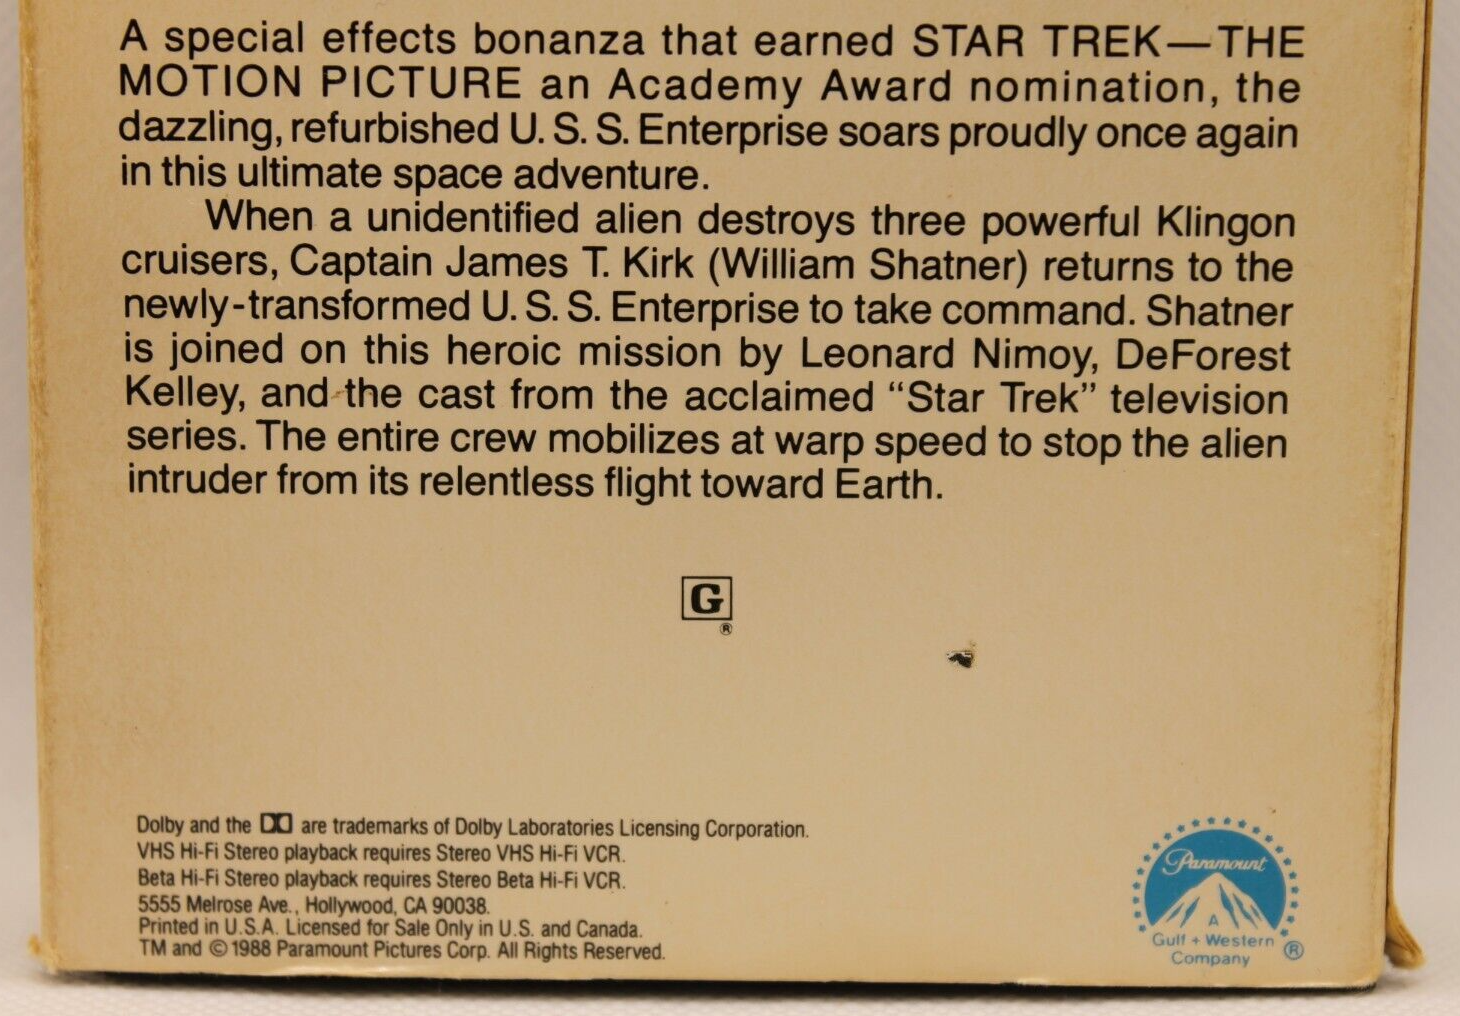 A special effects bonanza that earned STAR TREK—THE
MOTION PICTURE an Academy Award nomination, the
dazzling, refurbished U. S. S. Enterprise soars proudly once again
in this ultimate space adventure.
When a unidentified alien destroys three powerful Klingon
cruisers, Captain James T. Kirk (William Shatner) returns to the
newly-transformed U. S. S. Enterprise to take command. Shatner
is joined on this heroic mission by Leonard Nimoy, DeForest
Kelley, and the cast from the acclaimed “Star Trek” television
series. The entire crew mobilizes at warp speed to stop the alien
intruder from its relentless flight toward Earth.
G
®
Dolby and the DD are trademarks of Dolby Laboratories Licensing Corporation.
VHS Hi-Fi Stereo playback requires Stereo VHS Hi-Fi VCR.
Beta Hi-Fi Stereo playback requires Stereo Beta Hi-Fi VCR.
5555 Melrose Ave., Hollywood, CA 90038.
Printed in U.S.A. Licensed for Sale Only in U.S. and Canada.
TM and © 1988 Paramount Pictures Corp. All Rights Reserved.
Paramount
A
Gulf + Western
Company ®